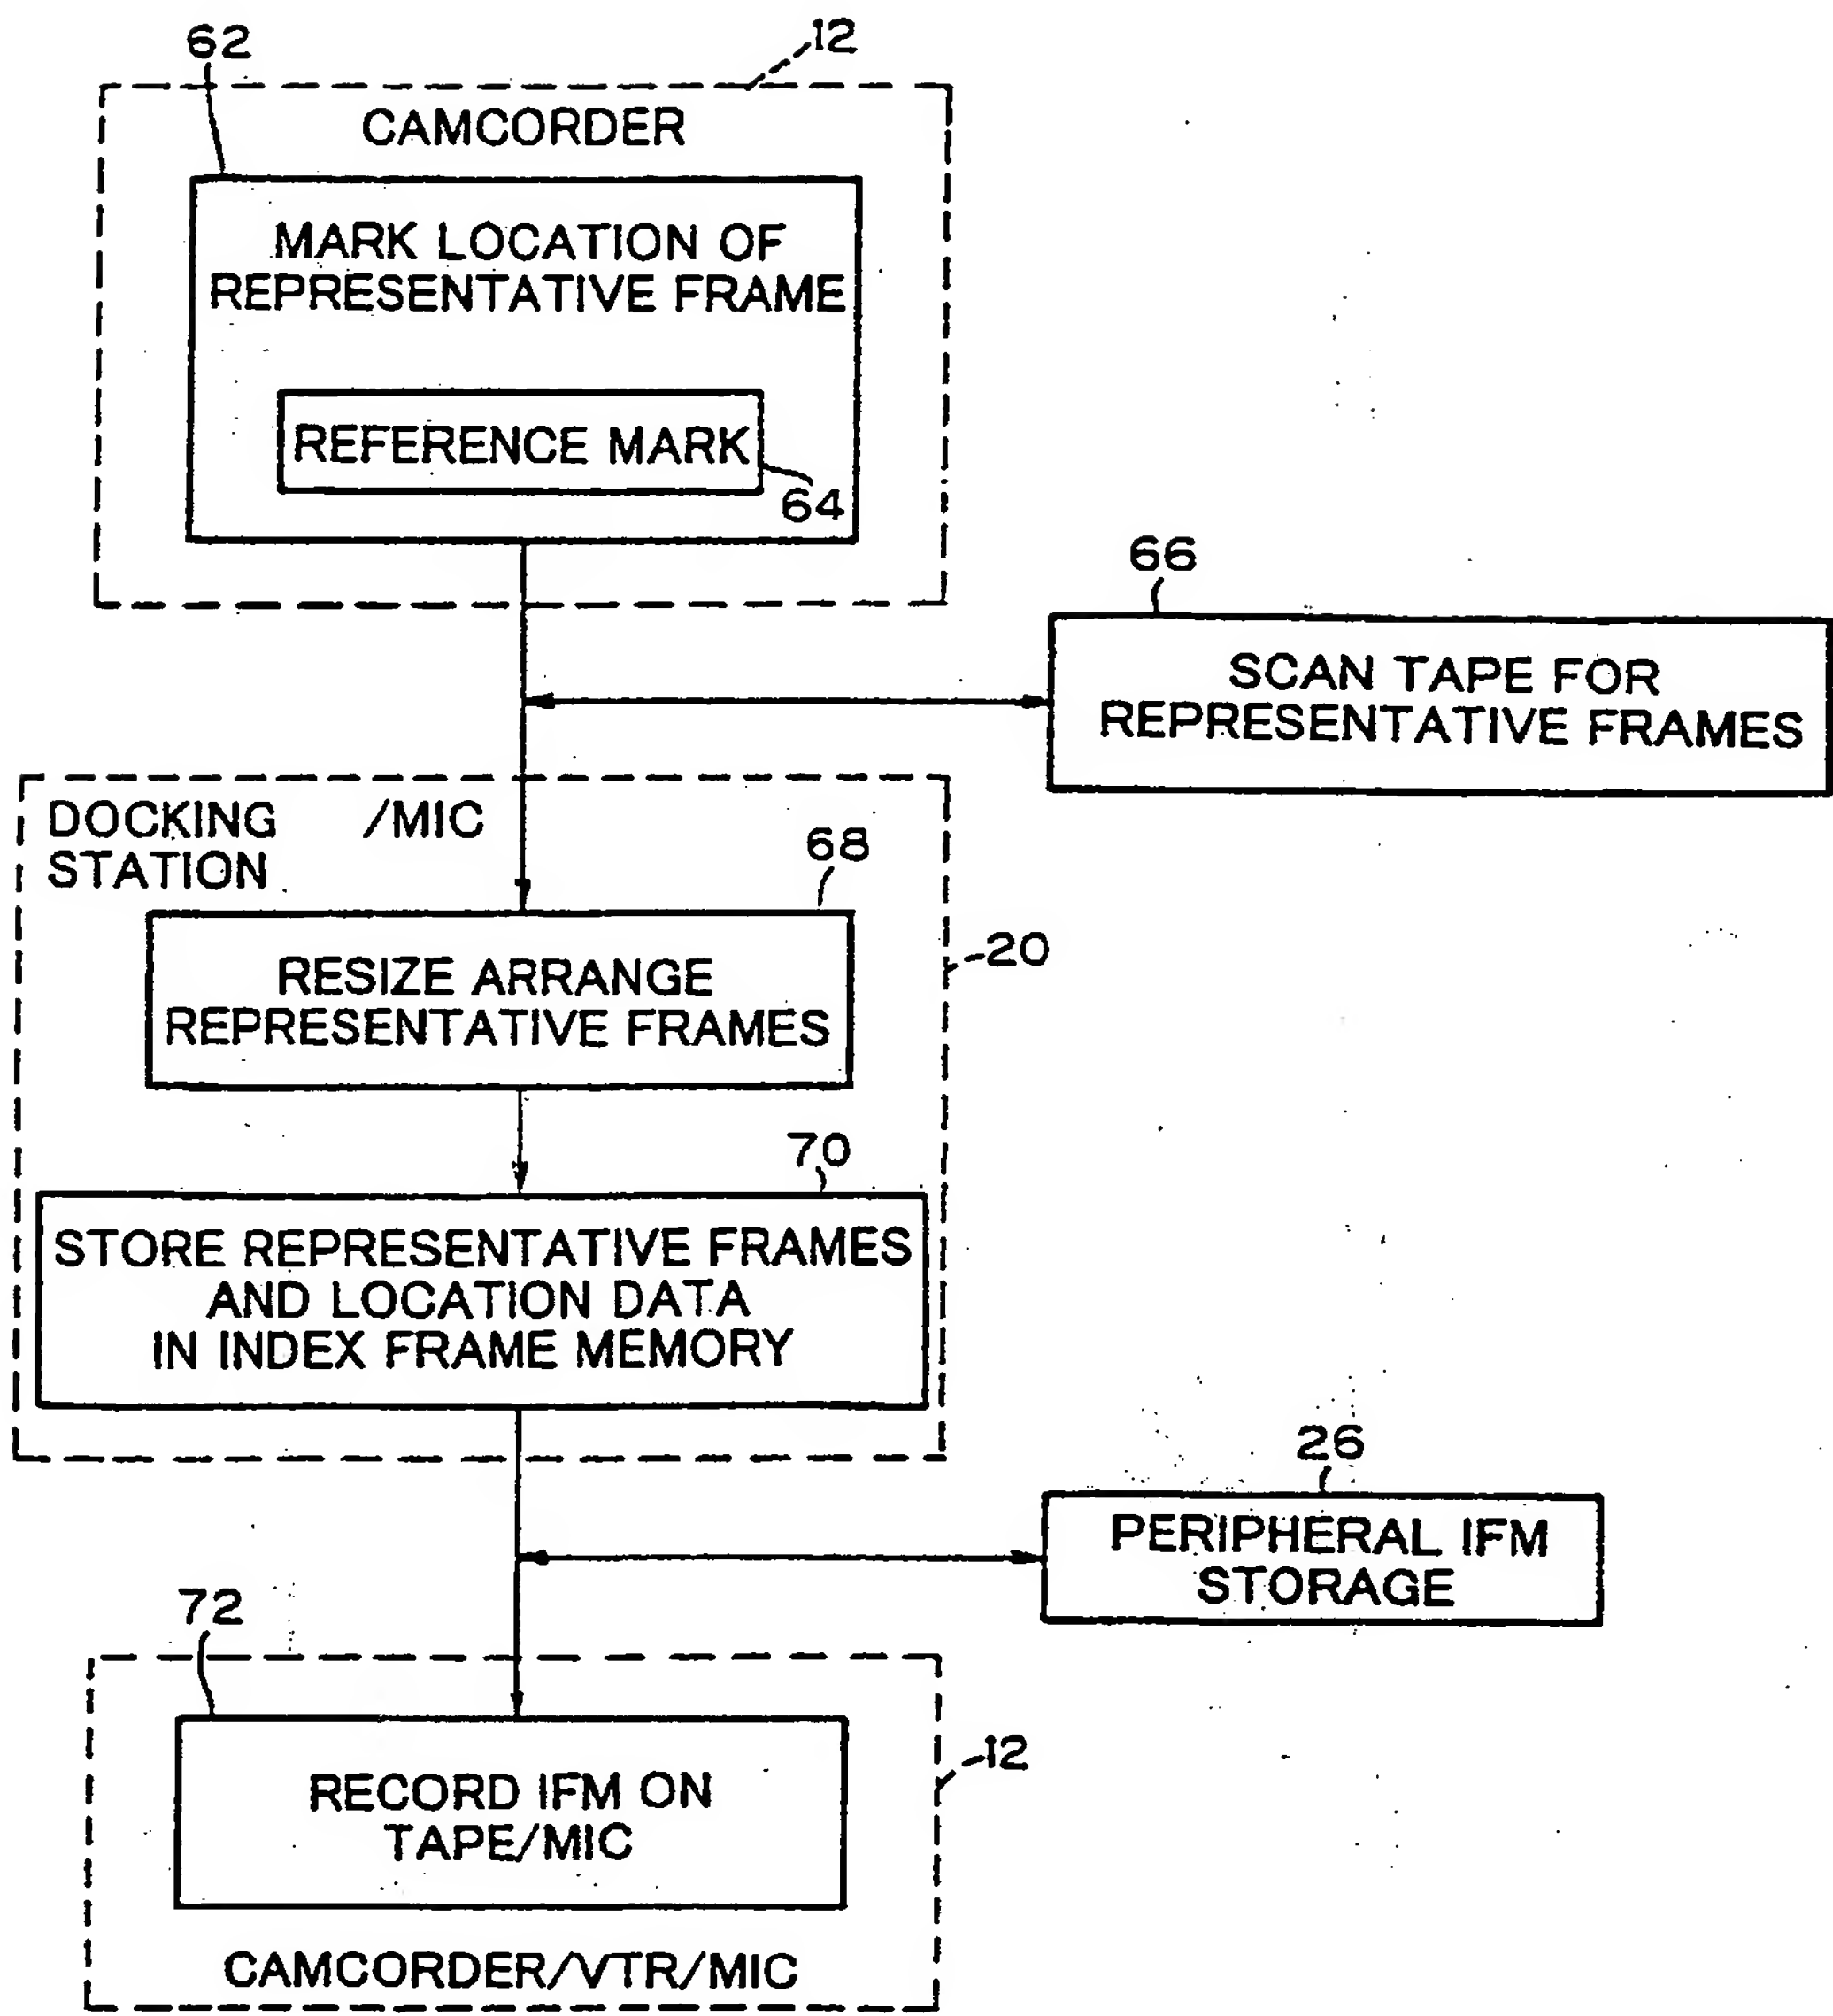 62
12
CAMCORDER
MARK LOCATION OF
REPRESENTATIVE FRAME
REFERENCE MARK
64
66
SCAN TAPE FOR
REPRESENTATIVE FRAMES
DOCKING /MIC
STATION
68
20
RESIZE ARRANGE
REPRESENTATIVE FRAMES
70
STORE REPRESENTATIVE FRAMES
AND LOCATION DATA
IN INDEX FRAME MEMORY
26
PERIPHERAL IFM
STORAGE
72
12
RECORD IFM ON
TAPE/MIC
CAMCORDER/VTR/MIC